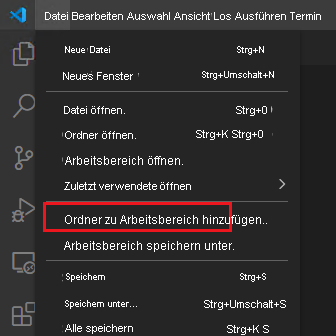 Datei Bearbeiten Auswahl Ansicht Los Ausführen Termin
Neue Datei Strg+N
Neues Fenster Strg+Umschalt+N
Datei öffnen. Strg+0
Ordner öffnen. Strg+K Strg+0
Arbeitsbereich öffnen.
Zuletzt verwendete öffnen
Ordner zu Arbeitsbereich hinzufügen..
Arbeitsbereich speichern unter.
Speichern Strg+S
Speichern unter... Strg+Umschalt+S
Alle speichern Strg+K S